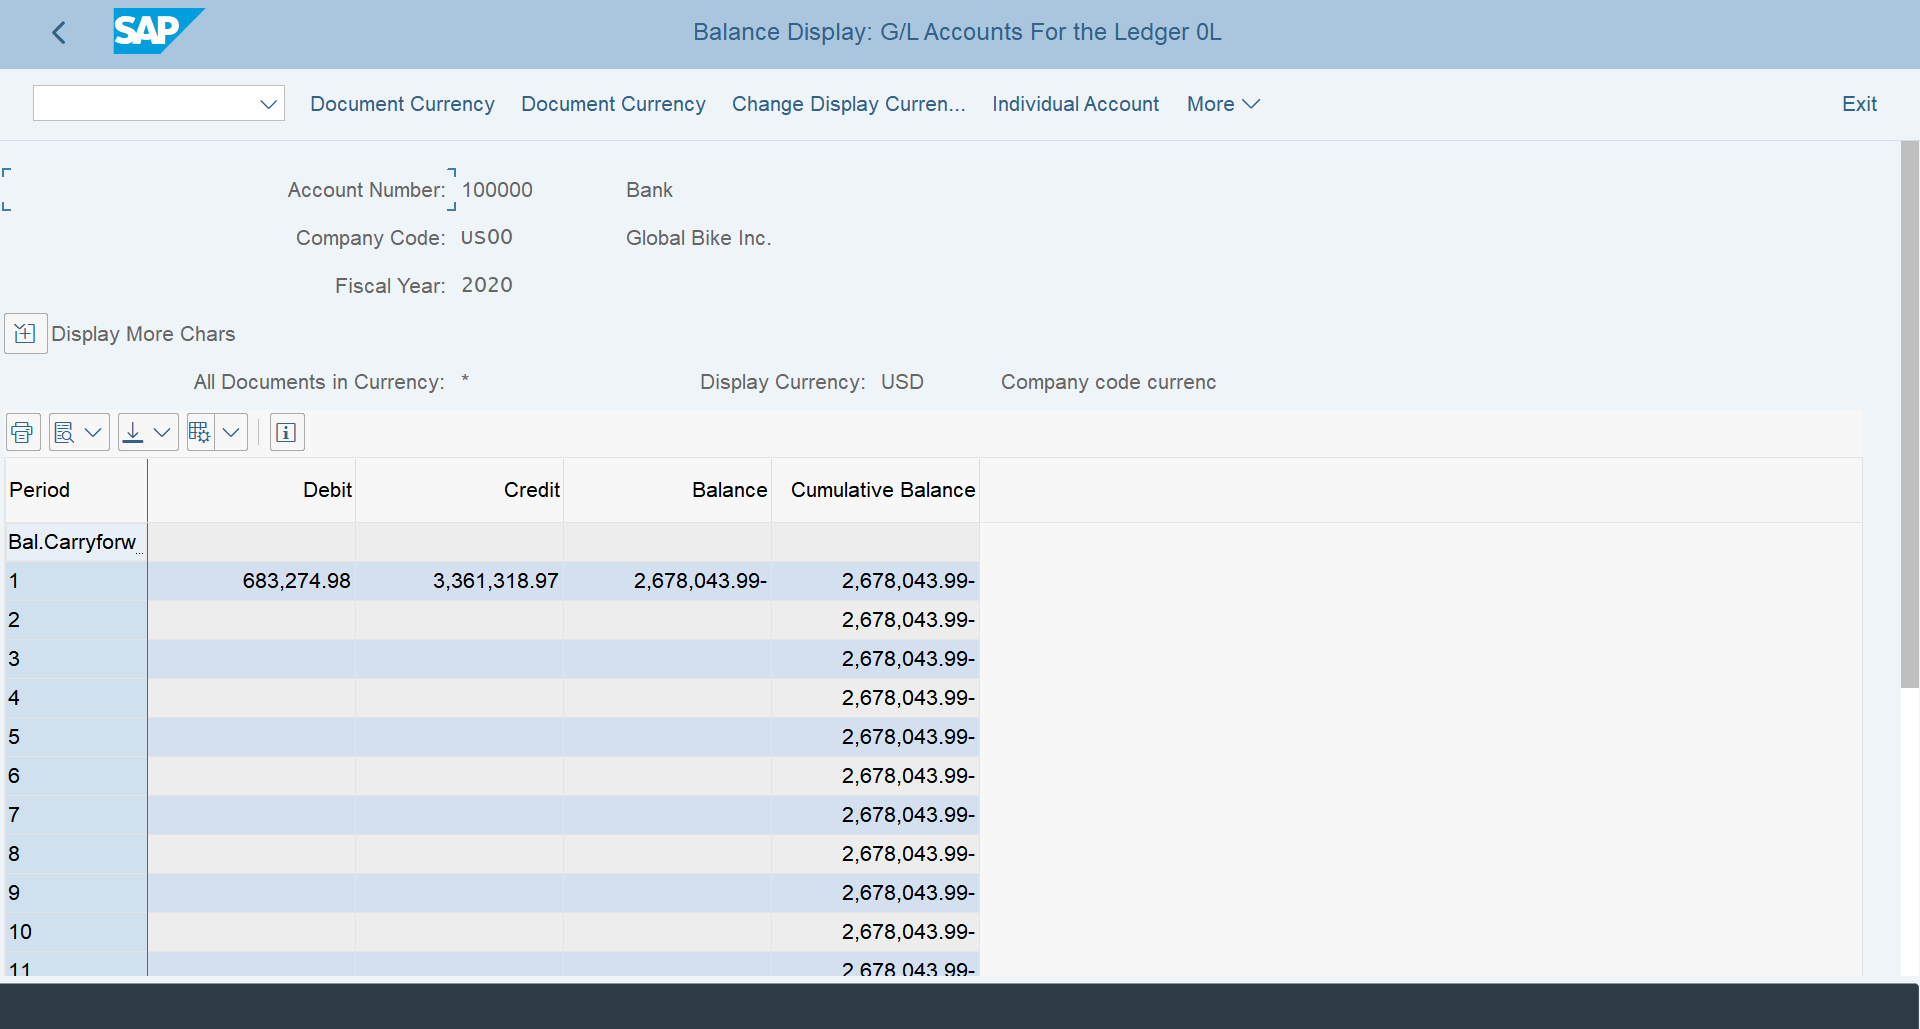 SAP
Balance Display: G/L Accounts For the Ledger 0L
Document Currency Document Currency Change Display Curren... Individual Account More Exit
Account Number: 100000 Bank
Company Code: US00 Global Bike Inc.
Fiscal Year: 2020
Display More Chars
All Documents in Currency: * Display Currency: USD Company code currenc
Period Debit Credit Balance Cumulative Balance
Bal.Carryforw...
1 683,274.98 3,361,318.97 2,678,043.99- 2,678,043.99-
2 2,678,043.99-
3 2,678,043.99-
4 2,678,043.99-
5 2,678,043.99-
6 2,678,043.99-
7 2,678,043.99-
8 2,678,043.99-
9 2,678,043.99-
10 2,678,043.99-
11 2,678,043.99-